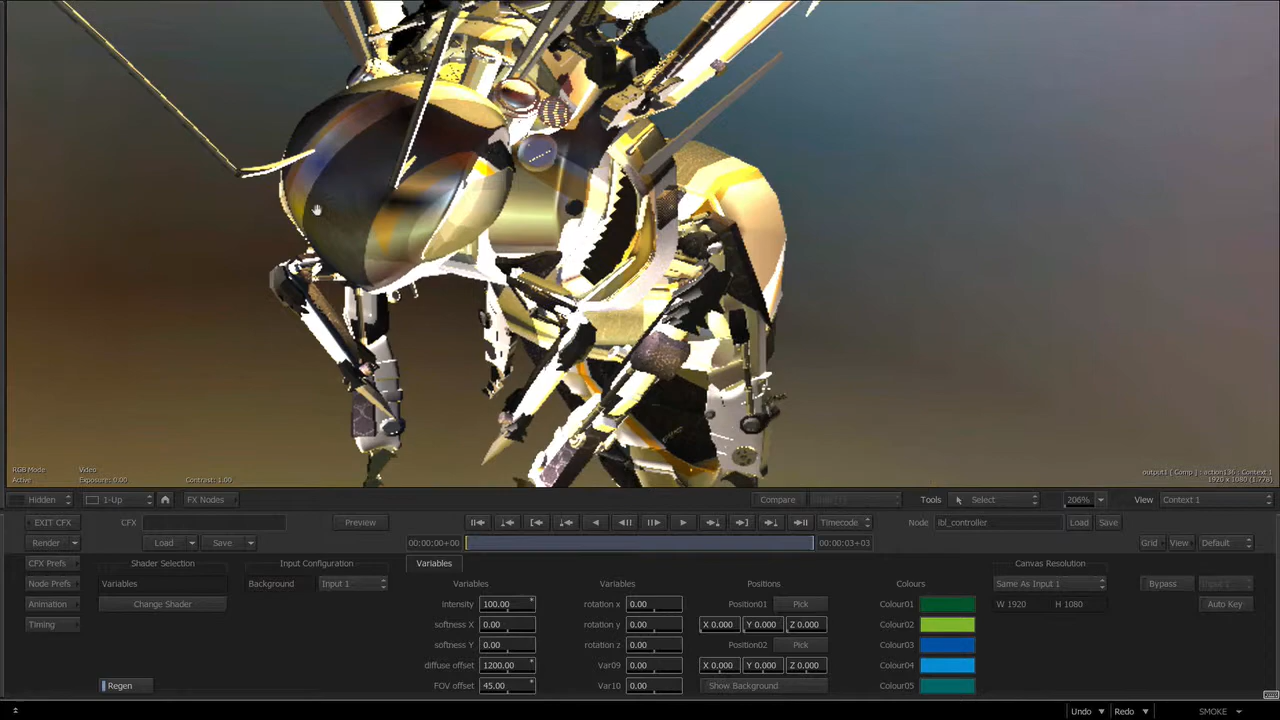 RGB Mode Video
Active Exposure: 0.00 Contrast: 1.00
output1 [ Comp ] : action136 : Context 1
1920 x 1080 (1.778)
Hidden 1-Up FX Nodes Compare Tools Select 206% View Context 1
EXIT CFX CFX Preview Timecode Node ibl_controller Load Save
Render Load Save 00:00:00+00 00:00:03+03 Grid View Default
CFX Prefs Shader Selection Input Configuration Variables Canvas Resolution
Node Prefs Variables Background Input 1 Variables Variables Positions Colours Same As Input 1 Bypass Input 1
Animation Change Shader Intensity 100.00 rotation x 0.00 Position01 Pick Colour01 W 1920 H 1080 Auto Key
Timing softness X 0.00 rotation y 0.00 X 0.000 Y 0.000 Z 0.000 Colour02
softness Y 0.00 rotation z 0.00 Position02 Pick Colour03
diffuse offset 1200.00 Var09 0.00 X 0.000 Y 0.000 Z 0.000 Colour04
Regen FOV offset 45.00 Var10 0.00 Show Background Colour05
Undo Redo SMOKE